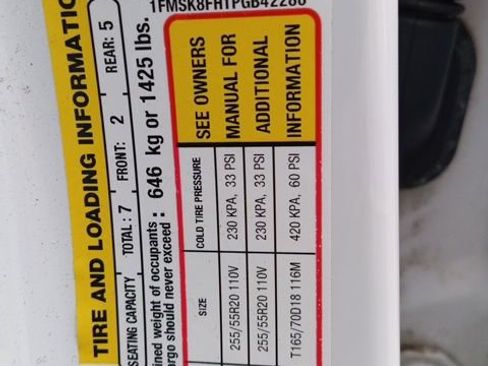 1FMSK8FH1PGB42280
TIRE AND LOADING INFORMATIO
SEATING CAPACITY TOTAL : 7 FRONT: 2 REAR: 5
ined weight of occupants
argo should never exceed : 646 kg or 1425 lbs.
SIZE COLD TIRE PRESSURE SEE OWNERS
255/55R20 110V 230 KPA, 33 PSI MANUAL FOR
255/55R20 110V 230 KPA, 33 PSI ADDITIONAL
T165/70D18 116M 420 KPA, 60 PSI INFORMATION